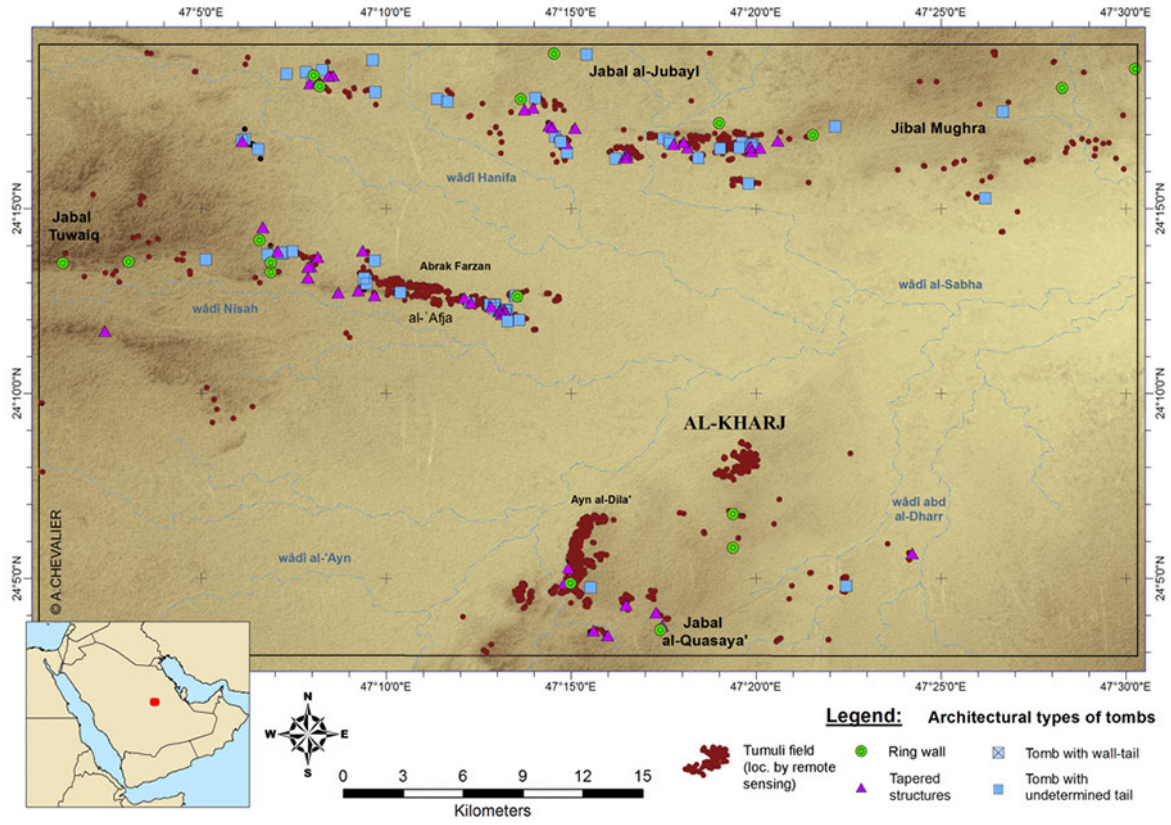 47°5'0"E 47°10'0"E 47°15'0"E 47°20'0"E 47°25'0"E 47°30'0"E
Jabal al-Jubayl
Jibal Mughra
wâdî Hanifa
24°15'0"N 24°15'0"N
Jabal
Tuwaiq
Abrak Farzan
wâdî al-Sabha
wâdî Nisah
al-ʿAfja
24°10'0"N 24°10'0"N
AL-KHARJ
Ayn al-Dila'
wâdî abd
al-Dharr
wâdî al-'Ayn
24°5'0"N 24°5'0"N
© A.CHEVALIER
Jabal
al-Quasaya'
47°10'0"E 47°15'0"E 47°20'0"E 47°25'0"E 47°30'0"E
N
W E
S
0 3 6 9 12 15
Kilometers
Legend: Architectural types of tombs
Tumuli field
(loc. by remote
sensing)
Ring wall
Tapered
structures
Tomb with wall-tail
Tomb with
undetermined tail